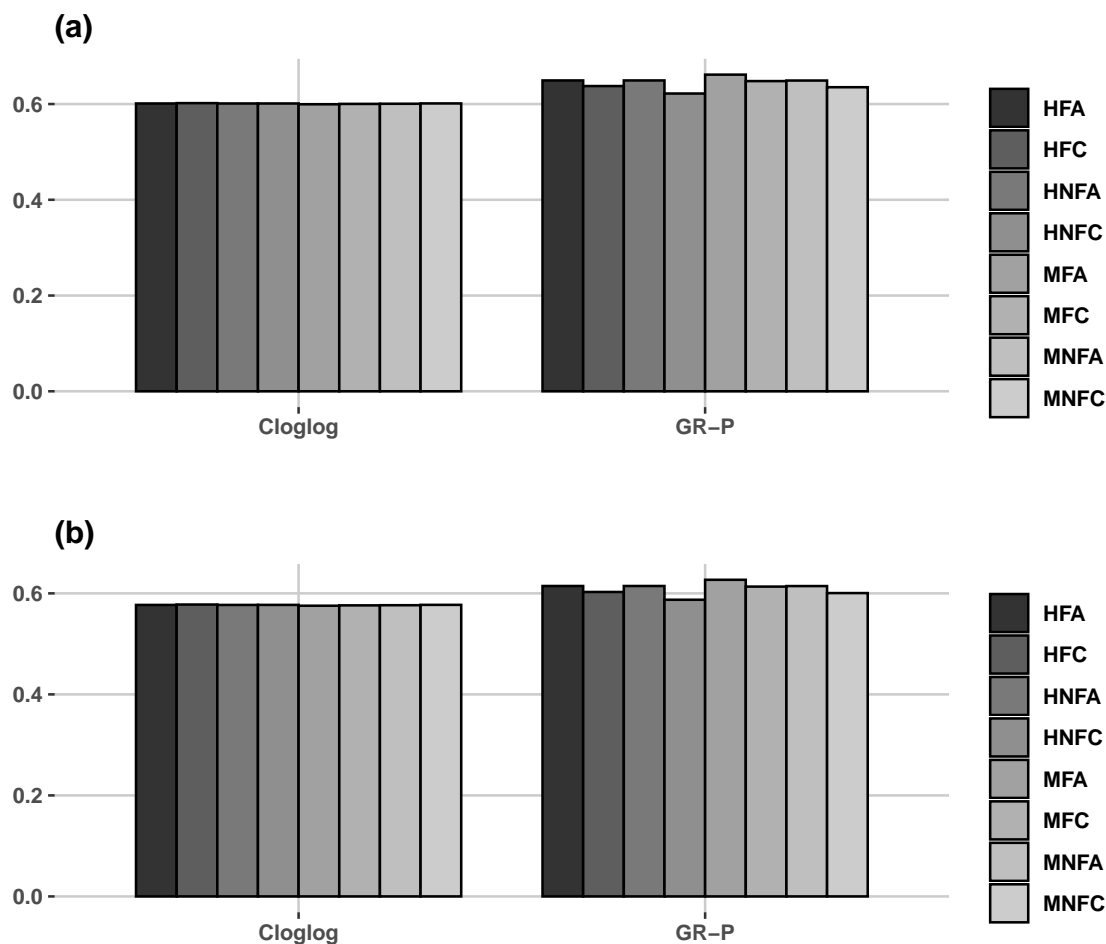 (a)
0.6
0.4
0.2
0.0
Cloglog
GR−P
HFA
HFC
HNFA
HNFC
MFA
MFC
MNFA
MNFC
(b)
0.6
0.4
0.2
0.0
Cloglog
GR−P
HFA
HFC
HNFA
HNFC
MFA
MFC
MNFA
MNFC